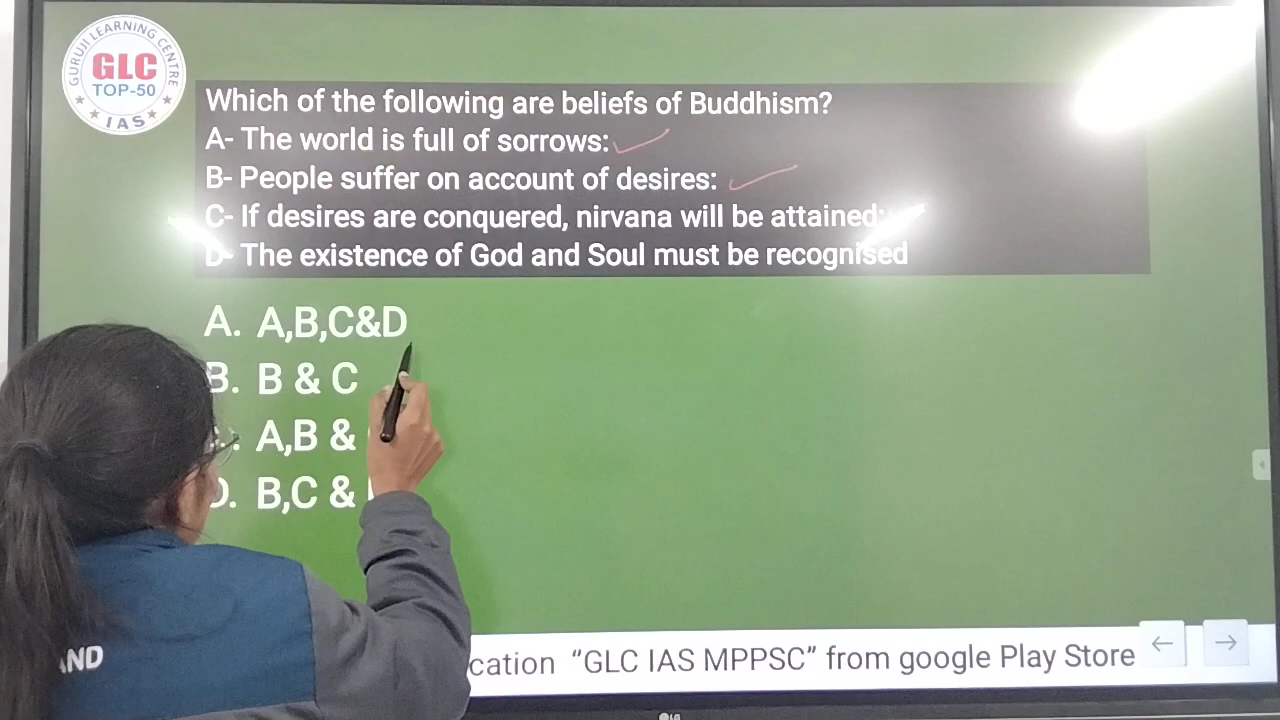 GURUJI LEARNING CENTRE
GLC
TOP-50
IAS
Which of the following are beliefs of Buddhism?
A- The world is full of sorrows:
B- People suffer on account of desires:
C- If desires are conquered, nirvana will be attained:
D- The existence of God and Soul must be recognised
A. A,B,C&D
B. B & C
A,B &
D. B,C &
cation "GLC IAS MPPSC" from google Play Store
LG